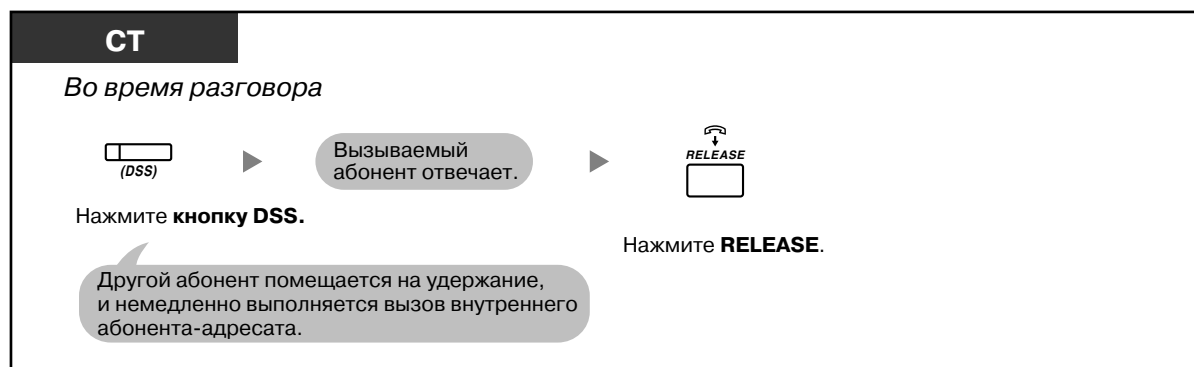 СТ
Во время разговора
(DSS)
Вызываемый
абонент отвечает.
RELEASE
Нажмите кнопку DSS.
Нажмите RELEASE.
Другой абонент помещается на удержание,
и немедленно выполняется вызов внутреннего
абонента-адресата.